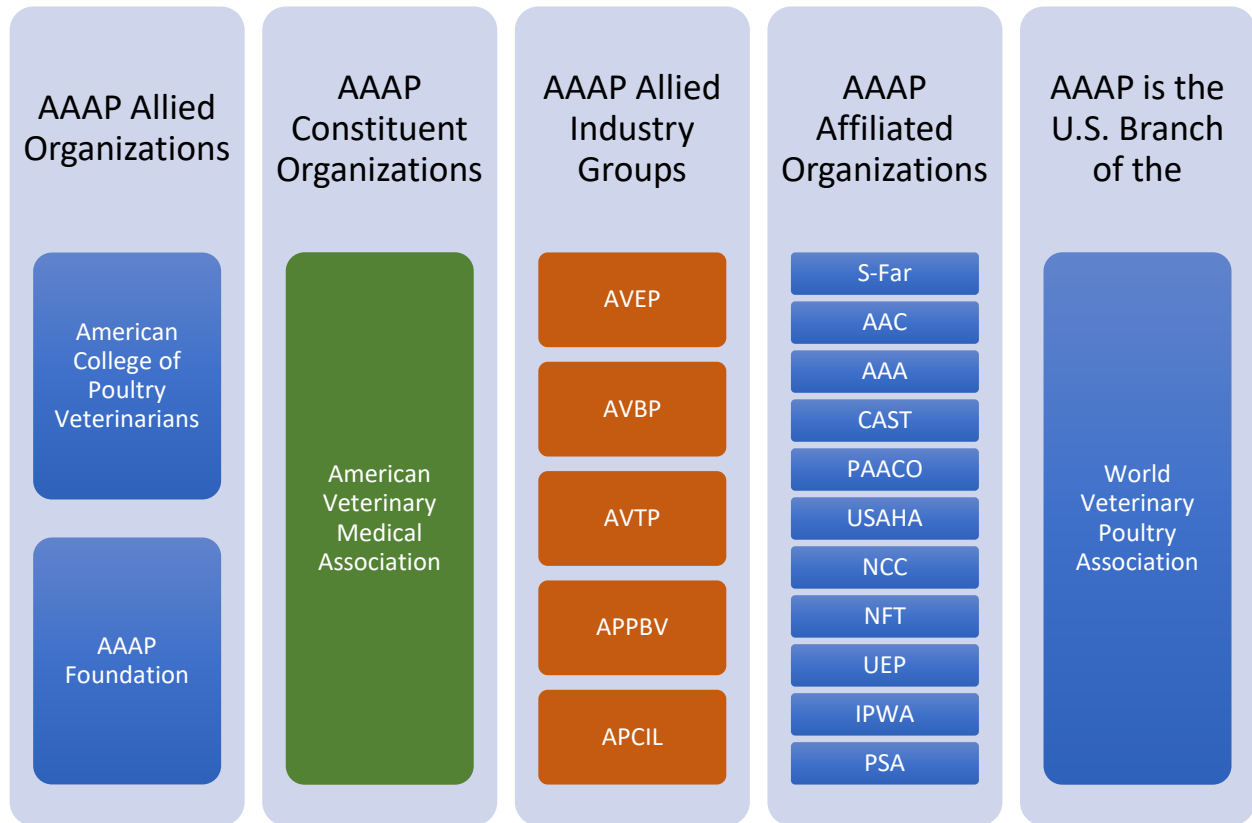 AAAP Allied
Organizations
American
College of
Poultry
Veterinarians
AAAP
Foundation
AAAP
Constituent
Organizations
American
Veterinary
Medical
Association
AAAP Allied
Industry
Groups
AVEP
AVBP
AVTP
APPBV
APCIL
AAAP
Affiliated
Organizations
S-Far
AAC
AAA
CAST
PAACO
USAHA
NCC
NFT
UEP
IPWA
PSA
AAAP is the
U.S. Branch
of the
World
Veterinary
Poultry
Association